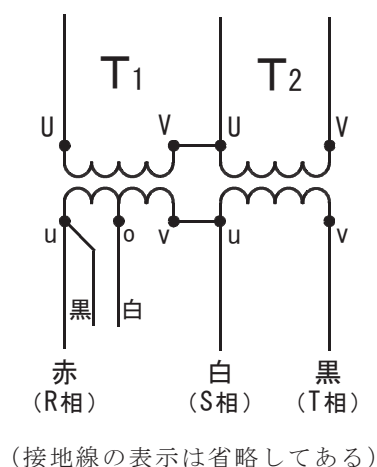 T1 T2
U V U V
u o v u v
黒 白
赤 白 黒
(R相) (S相) (T相)
(接地線の表示は省略してある)